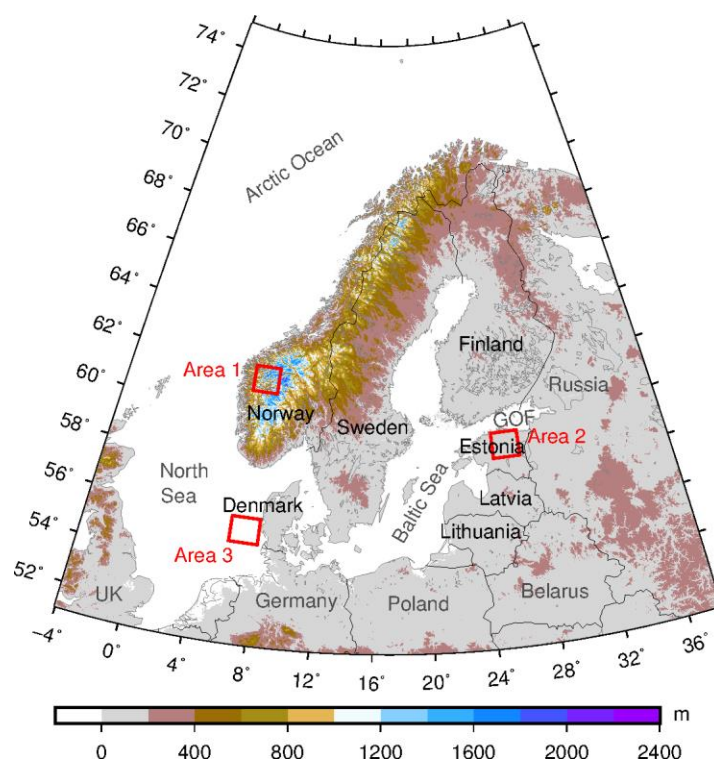 74°
72°
70°
68°
66°
64°
62°
60°
58°
56°
54°
52°
Arctic Ocean
Finland
Area 1
Russia
Norway
Sweden
GOF
Estonia
Area 2
North
Sea
Baltic Sea
Latvia
Denmark
Lithuania
Area 3
UK
Germany
Poland
Belarus
-4°
0°
4°
8°
12°
16°
20°
24°
28°
32°
36°
m
0
400
800
1200
1600
2000
2400